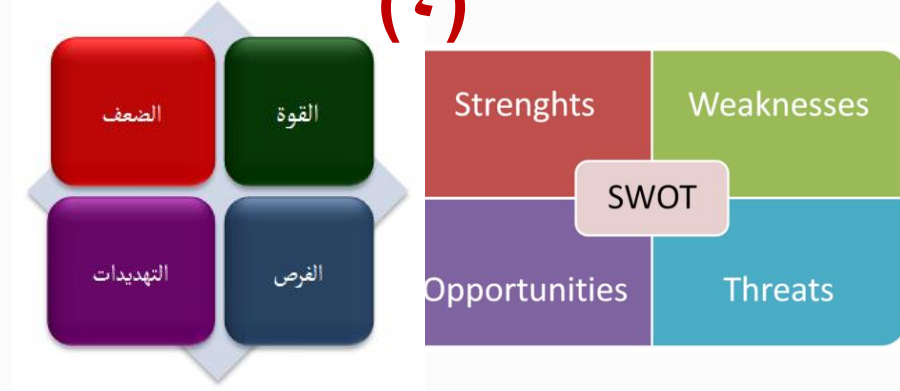 (،)
القوة
الضعف
الفرص
التهديدات
Strenghts
Weaknesses
SWOT
Opportunities
Threats